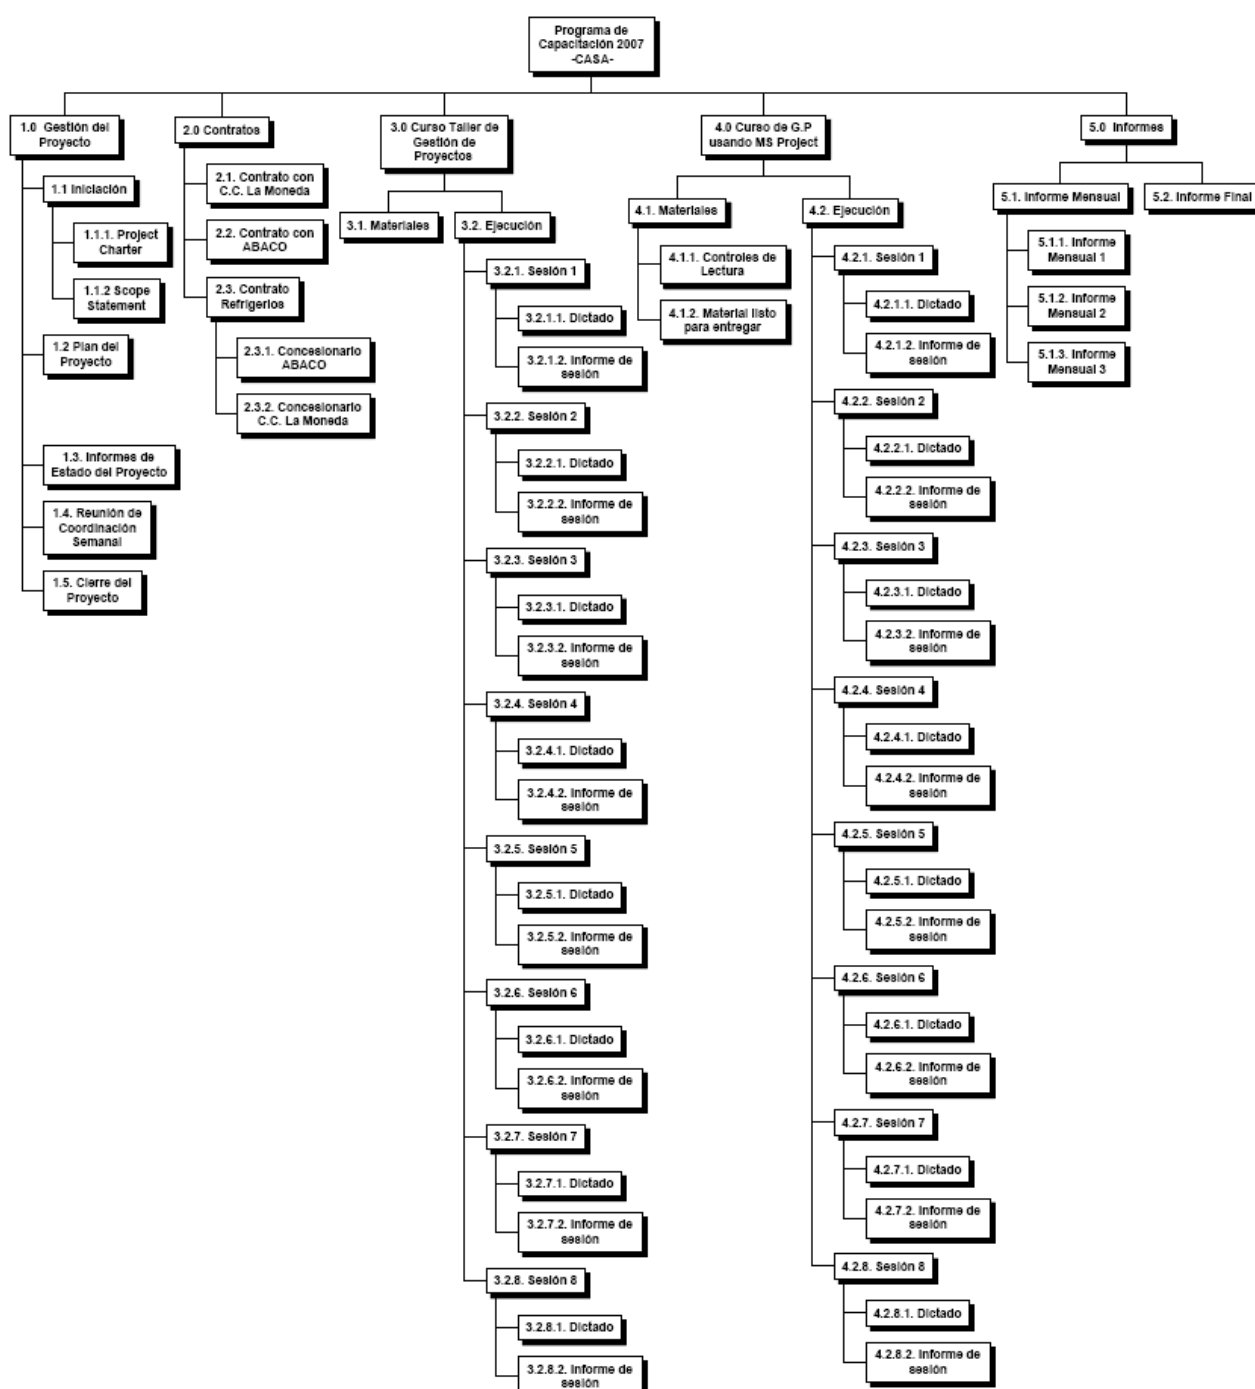 Programa de
Capacitación 2007
-CASA-
1.0 Gestión del
Proyecto
1.1 Iniciación
1.1.1. Project
Charter
1.1.2 Scope
Statement
1.2 Plan del
Proyecto
1.3. Informes de
Estado del Proyecto
1.4. Reunión de
Coordinación
Semanal
1.5. Cierre del
Proyecto
2.0 Contratos
2.1. Contrato con
C.C. La Moneda
2.2. Contrato con
ABACO
2.3. Contrato
Refrigerios
2.3.1. Concesionario
ABACO
2.3.2. Concesionario
C.C. La Moneda
3.0 Curso Taller de
Gestión de
Proyectos
3.1. Materiales
3.2. Ejecución
3.2.1. Sesión 1
3.2.1.1. Dictado
3.2.1.2. Informe de
sesión
3.2.2. Sesión 2
3.2.2.1. Dictado
3.2.2.2. Informe de
sesión
3.2.3. Sesión 3
3.2.3.1. Dictado
3.2.3.2. Informe de
sesión
3.2.4. Sesión 4
3.2.4.1. Dictado
3.2.4.2. Informe de
sesión
3.2.5. Sesión 5
3.2.5.1. Dictado
3.2.5.2. Informe de
sesión
3.2.6. Sesión 6
3.2.6.1. Dictado
3.2.6.2. Informe de
sesión
3.2.7. Sesión 7
3.2.7.1. Dictado
3.2.7.2. Informe de
sesión
3.2.8. Sesión 8
3.2.8.1. Dictado
3.2.8.2. Informe de
sesión
4.0 Curso de G.P
usando MS Project
4.1. Materiales
4.1.1. Controles de
Lectura
4.1.2. Material listo
para entregar
4.2. Ejecución
4.2.1. Sesión 1
4.2.1.1. Dictado
4.2.1.2. Informe de
sesión
4.2.2. Sesión 2
4.2.2.1. Dictado
4.2.2.2. Informe de
sesión
4.2.3. Sesión 3
4.2.3.1. Dictado
4.2.3.2. Informe de
sesión
4.2.4. Sesión 4
4.2.4.1. Dictado
4.2.4.2. Informe de
sesión
4.2.5. Sesión 5
4.2.5.1. Dictado
4.2.5.2. Informe de
sesión
4.2.6. Sesión 6
4.2.6.1. Dictado
4.2.6.2. Informe de
sesión
4.2.7. Sesión 7
4.2.7.1. Dictado
4.2.7.2. Informe de
sesión
4.2.8. Sesión 8
4.2.8.1. Dictado
4.2.8.2. Informe de
sesión
5.0 Informes
5.1. Informe Mensual
5.1.1. Informe
Mensual 1
5.1.2. Informe
Mensual 2
5.1.3. Informe
Mensual 3
5.2. Informe Final